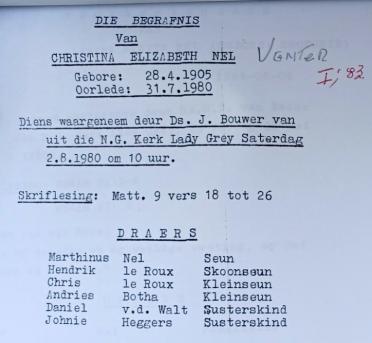 DIE BEGRAFNIS
Van
CHRISTINA ELIZABETH NEL VENTER
Gebore: 28.4.1905 I; 83
Oorlede: 31.7.1980
Diens waargeneem deur Ds. J. Bouwer van
uit die N.G. Kerk Lady Grey Saterdag
2.8.1980 om 10 uur.
Skriflesing: Matt. 9 vers 18 tot 26
DRAERS
Marthinus Nel Seun
Hendrik le Roux Skoonseun
Chris le Roux Kleinseun
Andries Botha Kleinseun
Daniel v.d. Walt Susterskind
Johnie Heggers Susterskind